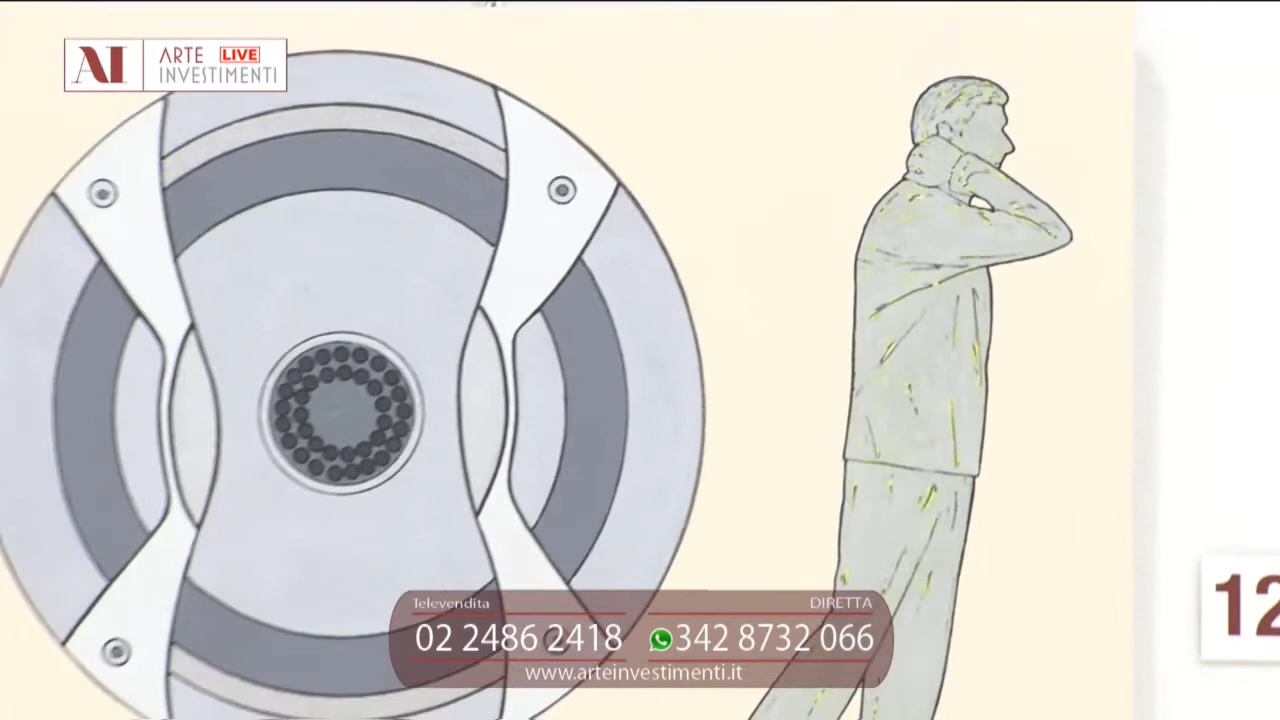 AI
ARTE LIVE
INVESTIMENTI
Televendita
DIRETTA
02 2486 2418
342 8732 066
www.arteinvestimenti.it
12